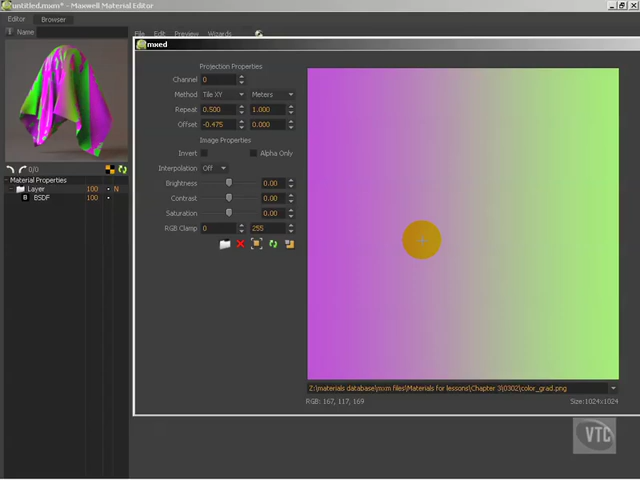 untitled.mxm* - Maxwell Material Editor
Editor Browser
Name File Edit Preview Wizards
mxed
Projection Properties
Channel 0
Method Tile XY Meters
Repeat 0.500 1.000
Offset -0.475 0.000
Image Properties
Invert Alpha Only
Interpolation Off
Brightness 0.00
Contrast 0.00
Saturation 0.00
RGB Clamp 0 255
0/0
Material Properties
Layer 100 N
BSDF 100
Z:\materials database\mxm files\Materials for lessons\Chapter 3\0302\color_grad.png
RGB: 167, 117, 169 Size:1024x1024
VTC